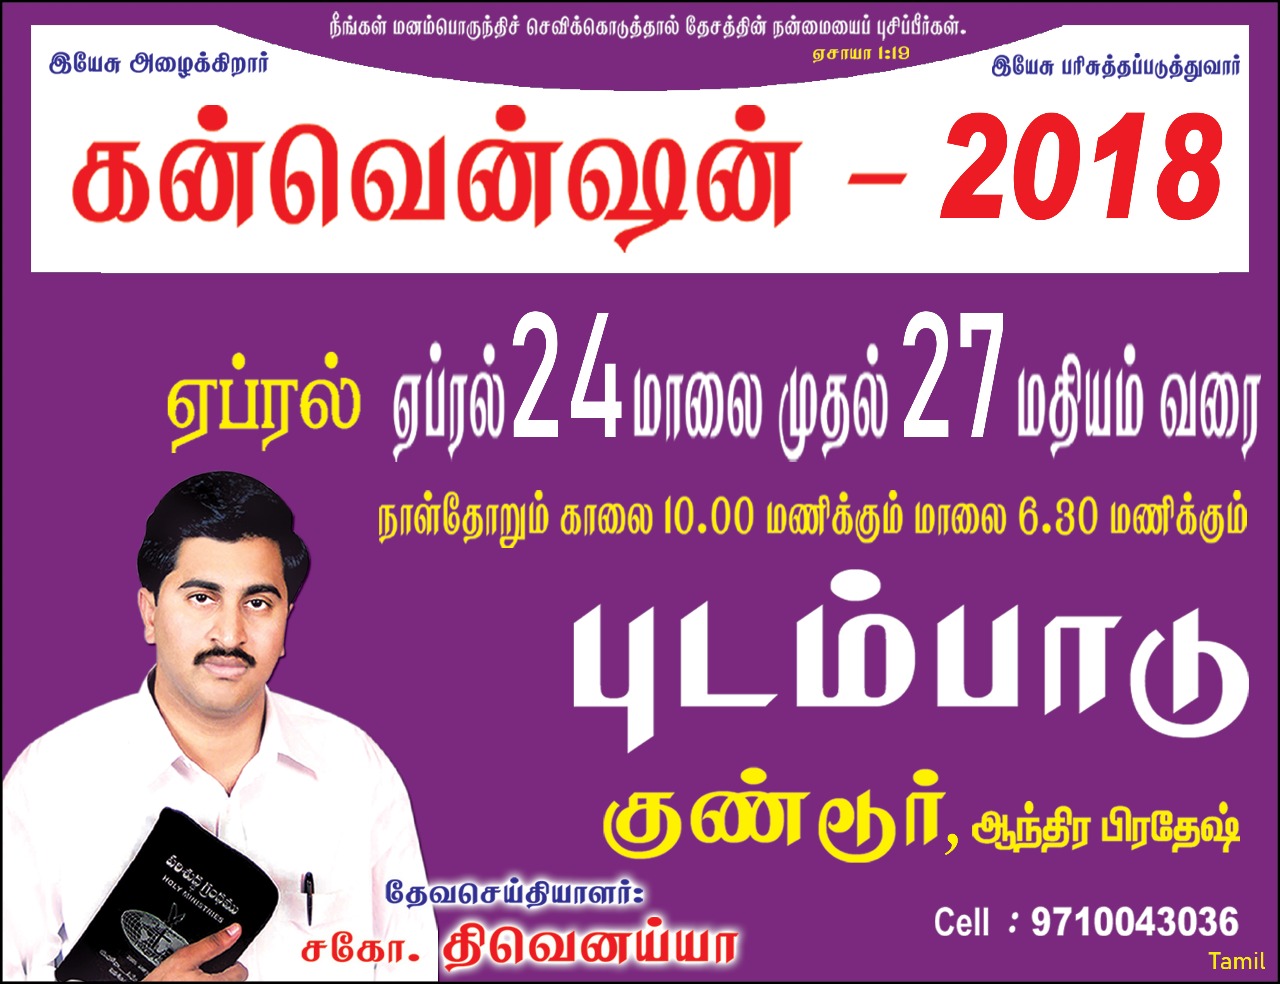 நீங்கள் மனம்பொருந்திச் செவிக்கொடுத்தால் தேசத்தின் நன்மையைப் புசிப்பீர்கள்.
ஏசாயா 1:19
இயேசு அழைக்கிறார்
இயேசு பரிசுத்தப்படுத்துவார்
கன்வென்ஷன் – 2018
ஏப்ரல் ஏப்ரல் 24 மாலை முதல் 27 மதியம் வரை
நாள்தோறும் காலை 10.00 மணிக்கும் மாலை 6.30 மணிக்கும்
புடம்பாடு
குண்டூர், ஆந்திர பிரதேஷ்
HOLY MINISTRIES
தேவசெய்தியாளர்:
சகோ. திவெனய்யா
Cell : 9710043036
Tamil